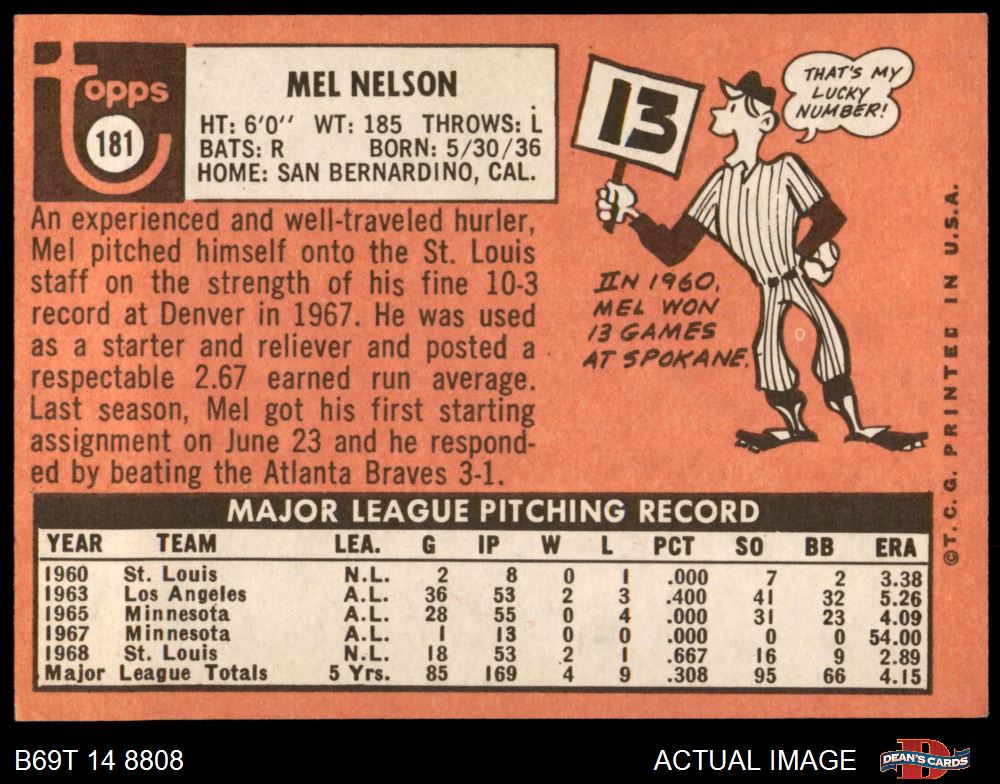 Topps
181
MEL NELSON
HT: 6'0'' WT: 185 THROWS: L
BATS: R BORN: 5/30/36
HOME: SAN BERNARDINO, CAL.
An experienced and well-traveled hurler,
Mel pitched himself onto the St. Louis
staff on the strength of his fine 10-3
record at Denver in 1967. He was used
as a starter and reliever and posted a
respectable 2.67 earned run average.
Last season, Mel got his first starting
assignment on June 23 and he respond-
ed by beating the Atlanta Braves 3-1.
13
THAT'S MY
LUCKY
NUMBER!
IN 1960,
MEL WON
13 GAMES
AT SPOKANE.
©T.C.G. PRINTED IN U.S.A.
MAJOR LEAGUE PITCHING RECORD
YEAR TEAM LEA. G IP W L PCT SO BB ERA
1960 St. Louis N.L. 2 8 0 1 .000 7 2 3.38
1963 Los Angeles A.L. 36 53 2 3 .400 41 32 5.26
1965 Minnesota A.L. 28 55 0 4 .000 31 23 4.09
1967 Minnesota A.L. 1 13 0 0 .000 0 0 54.00
1968 St. Louis N.L. 18 53 2 1 .667 16 9 2.89
Major League Totals 5 Yrs. 85 169 4 9 .308 95 66 4.15
B69T 14 8808
ACTUAL IMAGE
DEAN'S CARDS